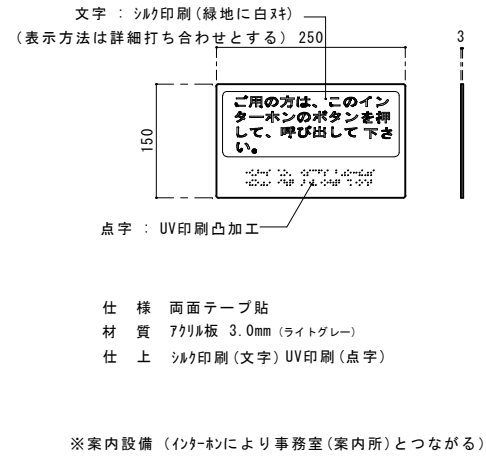 文字 : ｼﾙｸ印刷(緑地に白ﾇｷ)
(表示方法は詳細打ち合わせとする) 250
3
ご用の方は、このイン
ターホンのボタンを押
して、呼び出して 下さ
い。
150
点字 : UV印刷凸加工
仕 様 両面テープ貼
材 質 ｱｸﾘﾙ板 3.0mm (ライトグレー)
仕 上 ｼﾙｸ印刷(文字) UV印刷(点字)
※案内設備 (ｲﾝﾀｰﾎﾝにより事務室(案内所)とつながる)